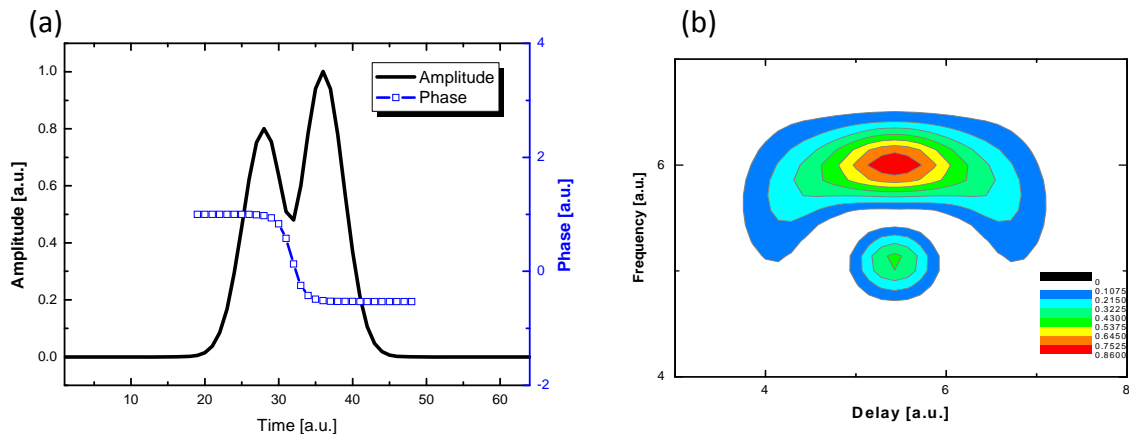 (a)
Amplitude [a.u.]
1.0
0.8
0.6
0.4
0.2
0.0
10 20 30 40 50 60
Time [a.u.]
4
2
0
-2
Phase [a.u.]
Amplitude
Phase
(b)
Frequency [a.u.]
6
4
4 6 8
Delay [a.u.]
0
0.1075
0.2150
0.3225
0.4300
0.5375
0.6450
0.7525
0.8600